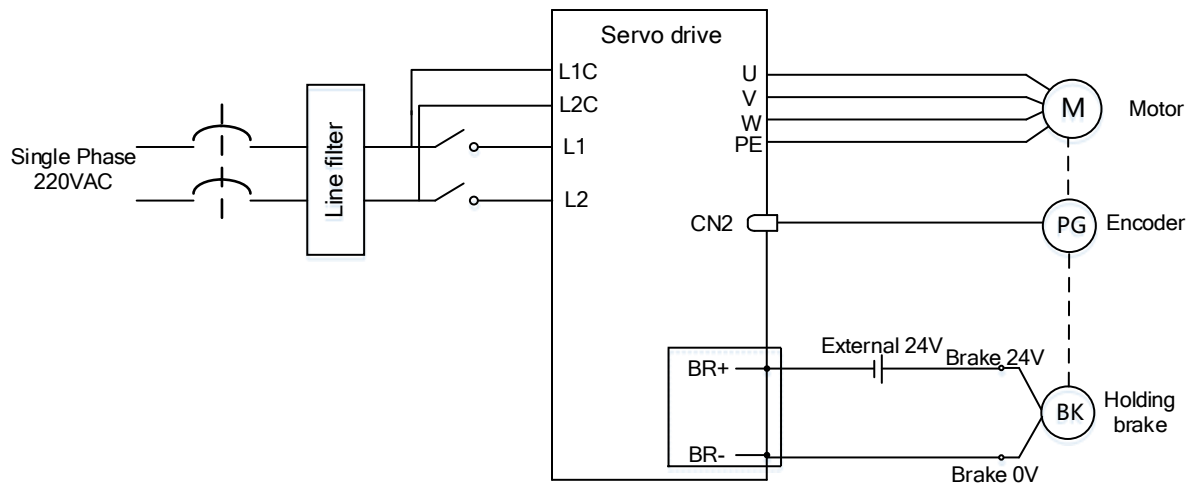 Servo drive
L1C
L2C
L1
L2
U
V
W
PE
CN2
BR+
BR-
Single Phase
220VAC
Line filter
M
Motor
PG
Encoder
External 24V
Brake 24V
BK
Holding
brake
Brake 0V